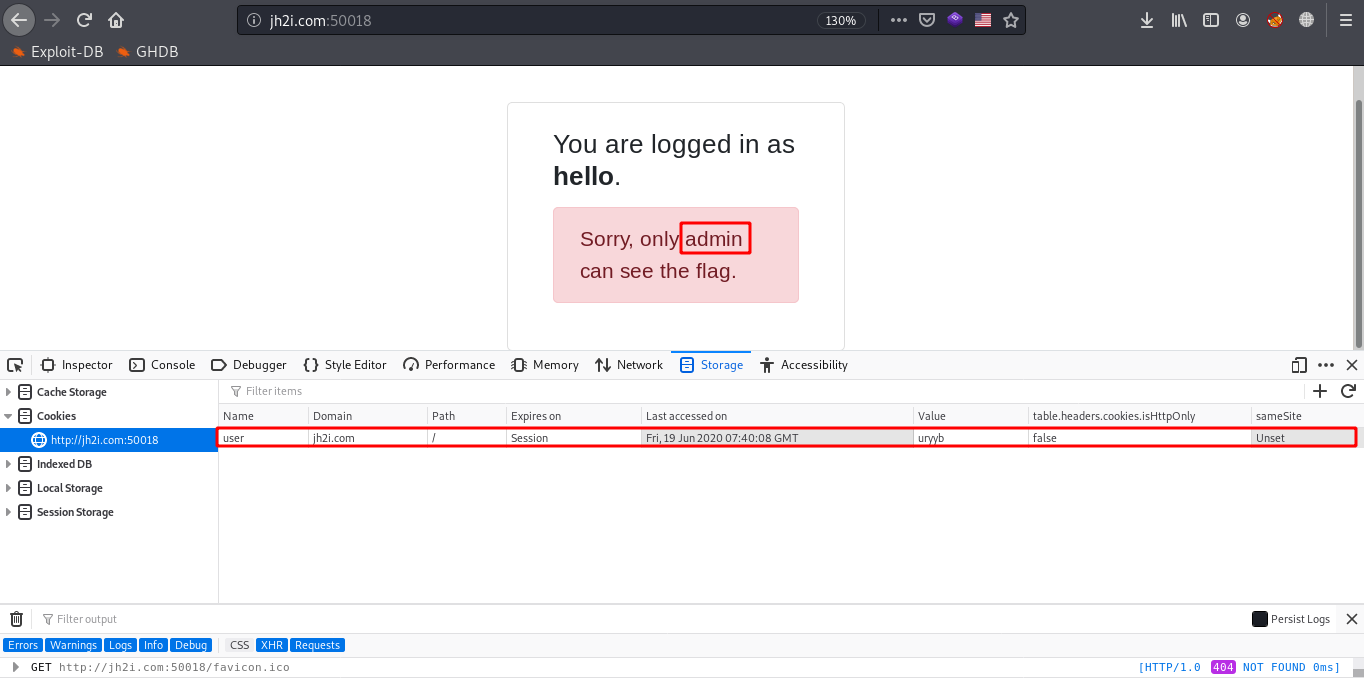 jh2i.com:50018 130%
Exploit-DB GHDB
You are logged in as
hello.
Sorry, only admin
can see the flag.
Inspector Console Debugger Style Editor Performance Memory Network Storage Accessibility
Cache Storage
Filter items
Cookies
Name Domain Path Expires on Last accessed on Value table.headers.cookies.isHttpOnly sameSite
http://jh2i.com:50018
user jh2i.com / Session Fri, 19 Jun 2020 07:40:08 GMT uryyb false Unset
Indexed DB
Local Storage
Session Storage
Filter output Persist Logs
Errors Warnings Logs Info Debug CSS XHR Requests
GET http://jh2i.com:50018/favicon.ico [HTTP/1.0 404 NOT FOUND 0ms]